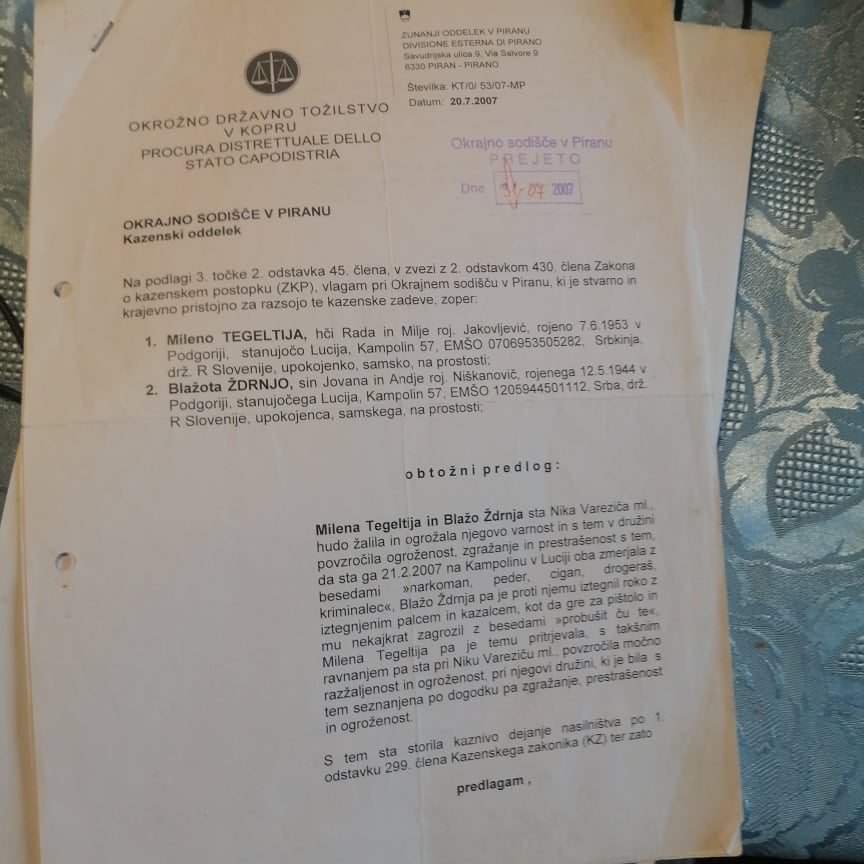 ZUNANJI ODDELEK V PIRANU
DIVISIONE ESTERNA DI PIRANO
Savudrijska ulica 9, Via Salvore 9
6330 PIRAN - PIRANO
Številka: KT/0/ 53/07-MP
Datum: 20.7.2007
OKROŽNO DRŽAVNO TOŽILSTVO
V KOPRU
PROCURA DISTRETTUALE DELLO
STATO CAPODISTRIA
Okrajno sodišče v Piranu
PREJETO
Dne 31-07 2007
OKRAJNO SODIŠČE V PIRANU
Kazenski oddelek
Na podlagi 3. točke 2. odstavka 45. člena, v zvezi z 2. odstavkom 430. člena Zakona
o kazenskem postopku (ZKP), vlagam pri Okrajnem sodišču v Piranu, ki je stvarno in
krajevno pristojno za razsojo te kazenske zadeve, zoper:
1. Mileno TEGELTIJA, hči Rada in Milje roj. Jakovljević, rojeno 7.6.1953 v
Podgoriji, stanujočo Lucija, Kampolin 57, EMŠO 0706953505282, Srbkinja,
drž. R Slovenije, upokojenko, samsko, na prostosti;
2. Blažota ŽDRNJO, sin Jovana in Andje roj. Niškanovič, rojenega 12.5.1944 v
Podgoriji, stanujočega Lucija, Kampolin 57, EMŠO 1205944501112, Srba, drž.
R Slovenije, upokojenca, samskega, na prostosti;
obtožni predlog:
Milena Tegeltija in Blažo Ždrnja sta Nika Vareziča ml.,
hudo žalila in ogrožala njegovo varnost in s tem v družini
povzročila ogroženost, zgražanje in prestrašenost s tem,
da sta ga 21.2.2007 na Kampolinu v Luciji oba zmerjala z
besedami »narkoman, peder, cigan, drogeraš,
kriminalec«, Blažo Ždrnja pa je proti njemu iztegnil roko z
iztegnjenim palcem in kazalcem, kot da gre za pištolo in
mu nekajkrat zagrozil z besedami »probušit ču te«,
Milena Tegeltija pa je temu pritrjevala, s takšnim
ravnanjem pa sta pri Niku Vareziču ml., povzročila močno
razžaljenost in ogroženost, pri njegovi družini, ki je bila s
tem seznanjena po dogodku pa zgražanje, prestrašenost
in ogroženost.
S tem sta storila kaznivo dejanje nasilništva po 1.
odstavku 299. člena Kazenskega zakonika (KZ) ter zato
predlagam,